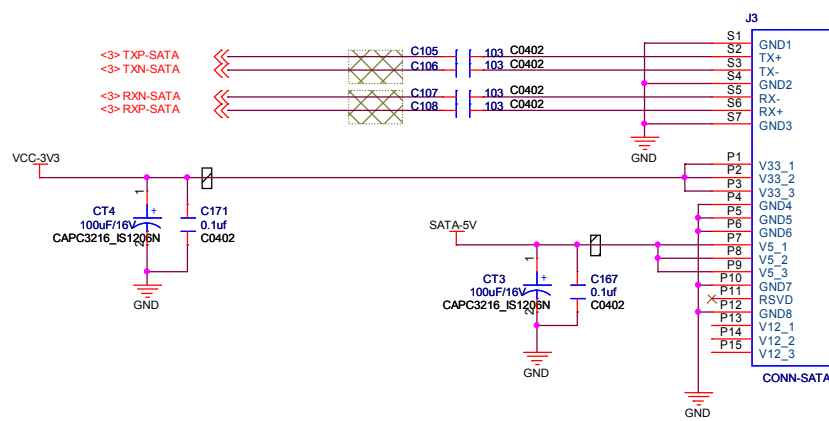 J3
S1 GND1
<3> TXP-SATA C105 103 C0402 S2 TX+
<3> TXN-SATA C106 103 C0402 S3 TX-
S4 GND2
<3> RXN-SATA C107 103 C0402 S5 RX-
<3> RXP-SATA C108 103 C0402 S6 RX+
S7 GND3
GND
VCC-3V3
P1 V33_1
P2 V33_2
P3 V33_3
P4 GND4
P5 GND5
P6 GND6
P7 V5_1
P8 V5_2
P9 V5_3
P10 GND7
P11 RSVD
P12 GND8
P13 V12_1
P14 V12_2
P15 V12_3
CONN-SATA
1
CT4 + C171
100uF/16V 0.1uf
CAPC3216_IS1206N C0402
2
GND
SATA-5V
1
CT3 + C167
100uF/16V 0.1uf
CAPC3216_IS1206N C0402
2
GND
GND